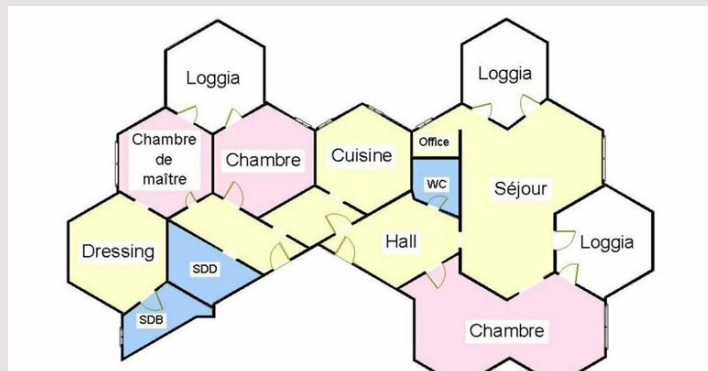 Loggia
Loggia
Chambre
de
maître
Chambre
Cuisine
Office
WC
Séjour
Dressing
SDD
Hall
Loggia
SDB
Chambre